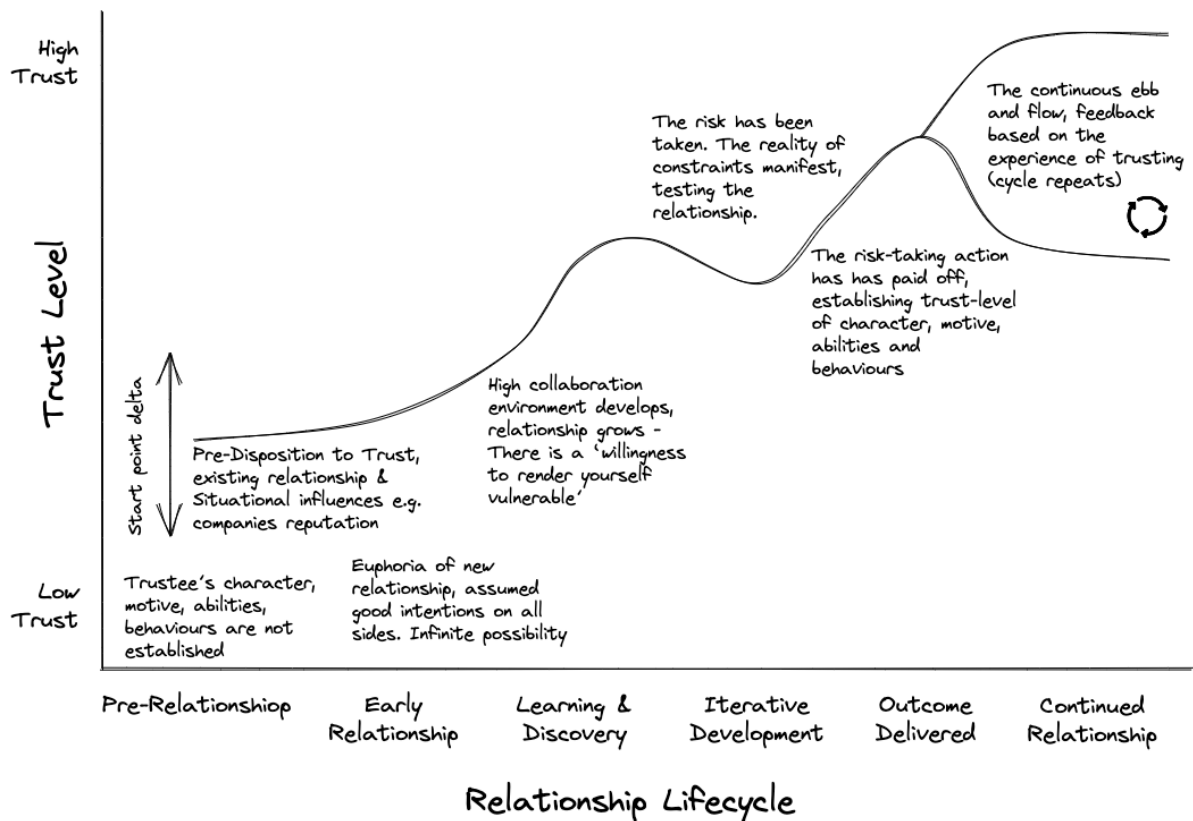 High
Trust
The risk has been
taken. The reality of
constraints manifest,
testing the
relationship.
The continuous ebb
and flow, feedback
based on the
experience of trusting
(cycle repeats)
Trust Level
Start point delta
The risk-taking action
has has paid off,
establishing trust-level
of character, motive,
abilities and
behaviours
High collaboration
environment develops,
relationship grows -
There is a 'willingness
to render yourself
vulnerable'
Pre-Disposition to Trust,
existing relationship &
Situational influences e.g.
companies reputation
Low
Trust
Trustee's character,
motive, abilities,
behaviours are not
established
Euphoria of new
relationship, assumed
good intentions on all
sides. Infinite possibility
Pre-Relationshiop
Early
Relationship
Learning &
Discovery
Iterative
Development
Outcome
Delivered
Continued
Relationship
Relationship Lifecycle